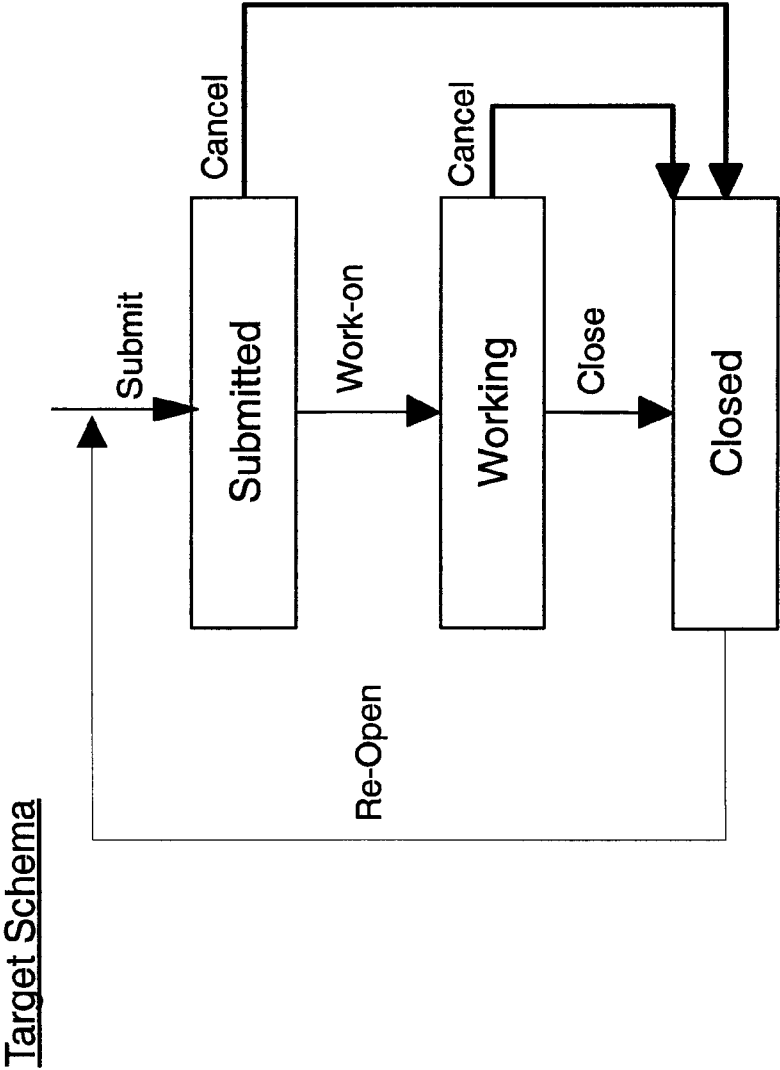 Target Schema
Submit
Submitted
Cancel
Work-on
Working
Cancel
Close
Closed
Re-Open